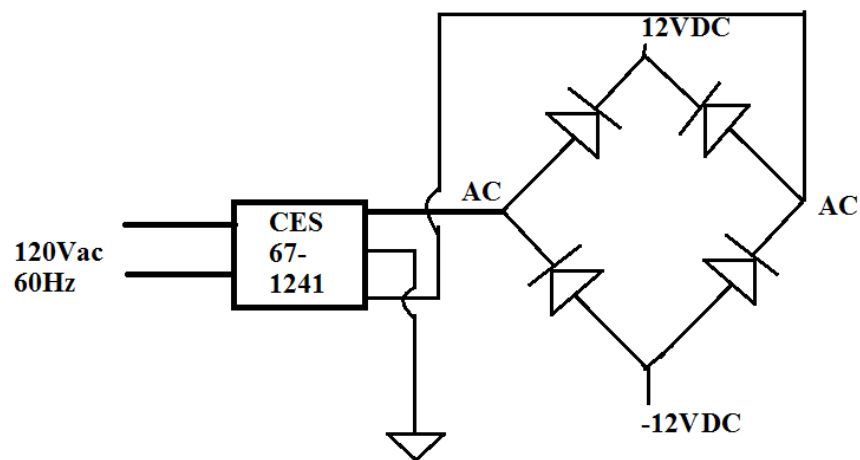 12VDC
AC
AC
CES
67-
1241
120Vac
60Hz
-12VDC